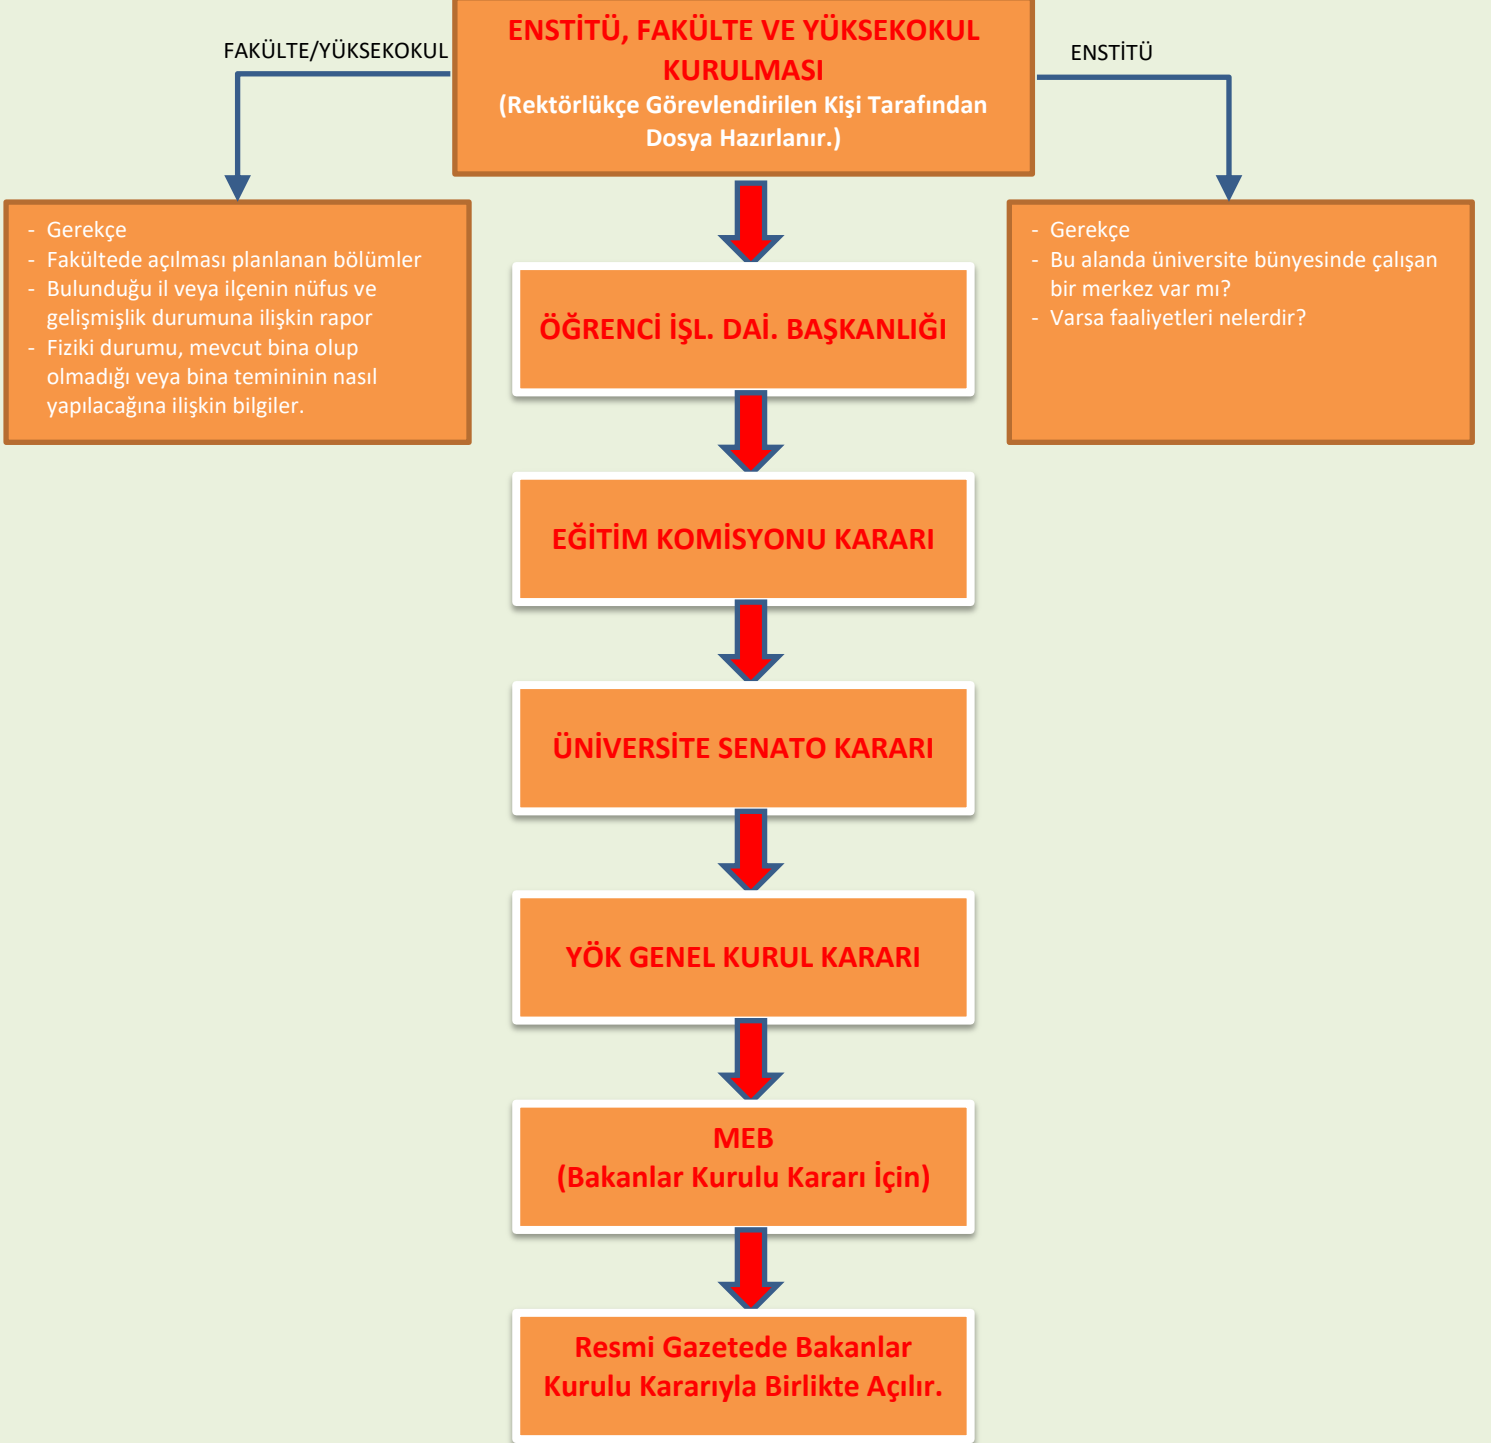 FAKÜLTE/YÜKSEKOKUL
ENSTİTÜ, FAKÜLTE VE YÜKSEKOKUL
KURULMASI
(Rektörlükçe Görevlendirilen Kişi Tarafından
Dosya Hazırlanır.)
ENSTİTÜ
- Gerekçe
- Fakültede açılması planlanan bölümler
- Bulunduğu il veya ilçenin nüfus ve
gelişmişlik durumuna ilişkin rapor
- Fiziki durumu, mevcut bina olup
olmadığı veya bina temininin nasıl
yapılacağına ilişkin bilgiler.
- Gerekçe
- Bu alanda üniversite bünyesinde çalışan
bir merkez var mı?
- Varsa faaliyetleri nelerdir?
ÖĞRENCİ İŞL. DAİ. BAŞKANLIĞI
EĞİTİM KOMİSYONU KARARI
ÜNİVERSİTE SENATO KARARI
YÖK GENEL KURUL KARARI
MEB
(Bakanlar Kurulu Kararı İçin)
Resmi Gazetede Bakanlar
Kurulu Kararıyla Birlikte Açılır.